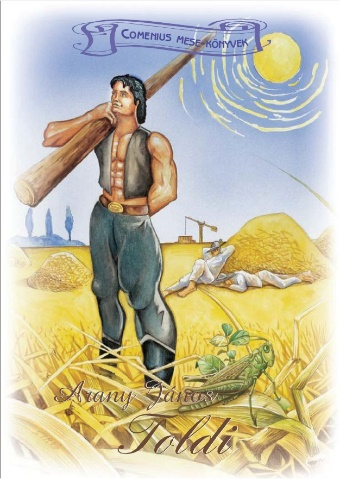 COMENIUS MESE-KÖNYVEK
Arany János
Toldi